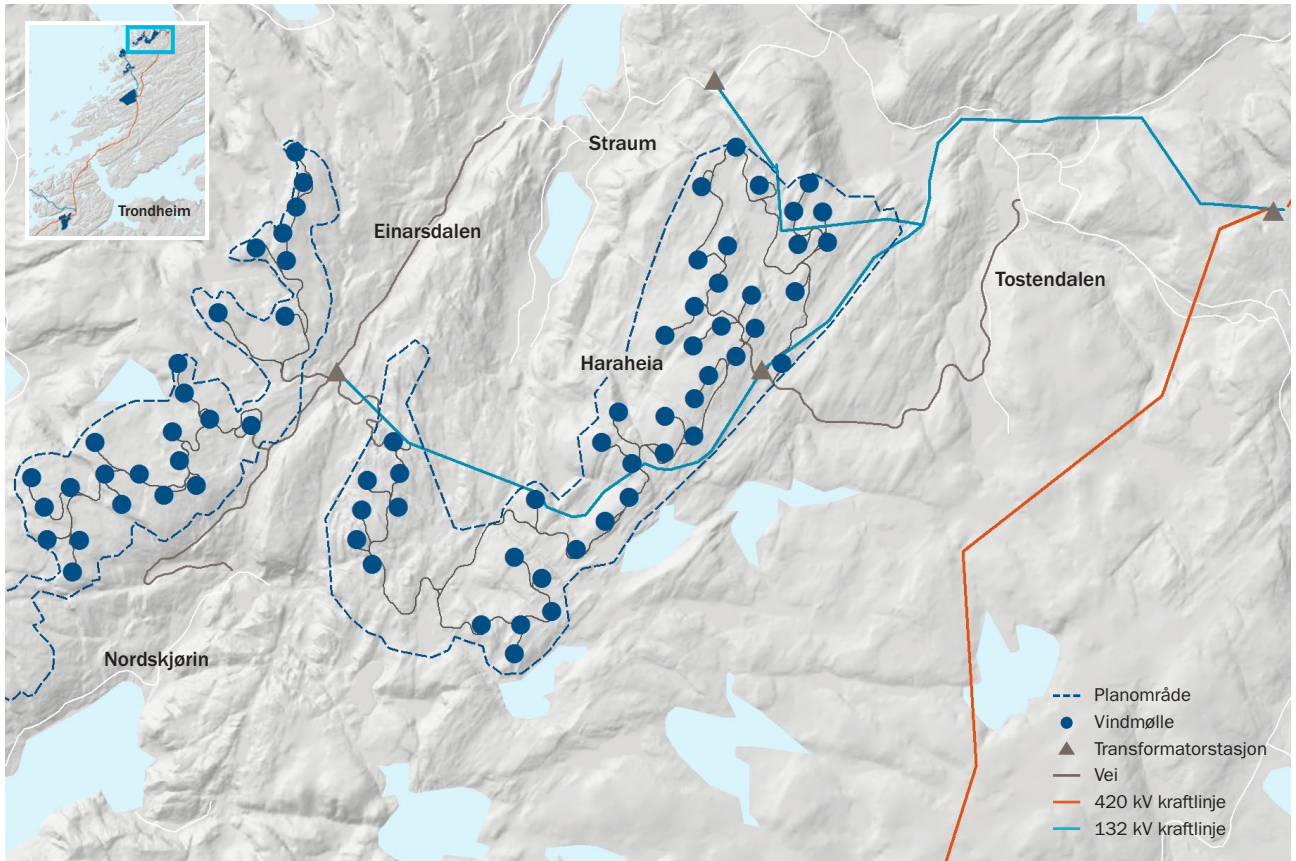 Trondheim
Straum
Einarsdalen
Tostendalen
Haraheia
Nordskjørin
Planområde
Vindmølle
Transformatorstasjon
Vei
420 kV kraftlinje
132 kV kraftlinje